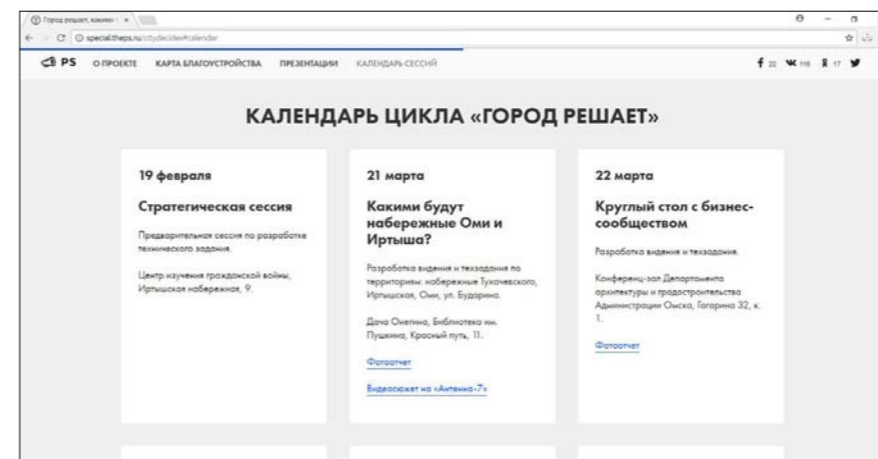 Город решает, какими
special.theps.ru/citydecides#calendar
PS О ПРОЕКТЕ КАРТА БЛАГОУСТРОЙСТВА ПРЕЗЕНТАЦИИ КАЛЕНДАРЬ СЕССИЙ 22 118 17
КАЛЕНДАРЬ ЦИКЛА «ГОРОД РЕШАЕТ»
19 февраля
Стратегическая сессия
Предварительная сессия по разработке
технического задания.
Центр изучения гражданской войны,
Иртышская набережная, 9.
21 марта
Какими будут
набережные Оми и
Иртыша?
Разработка видения и техзадания по
территориям: набережные Тухачевского,
Иртышская, Оми, ул. Бударина.
Дача Онегина, Библиотека им.
Пушкина, Красный путь, 11.
Фотоотчет
Видеосюжет на «Антенна-7»
22 марта
Круглый стол с бизнес-
сообществом
Разработка видения и техзадания.
Конференц-зал Департамента
архитектуры и градостроительства
Администрации Омска, Гагарина 32, к.
1.
Фотоотчет